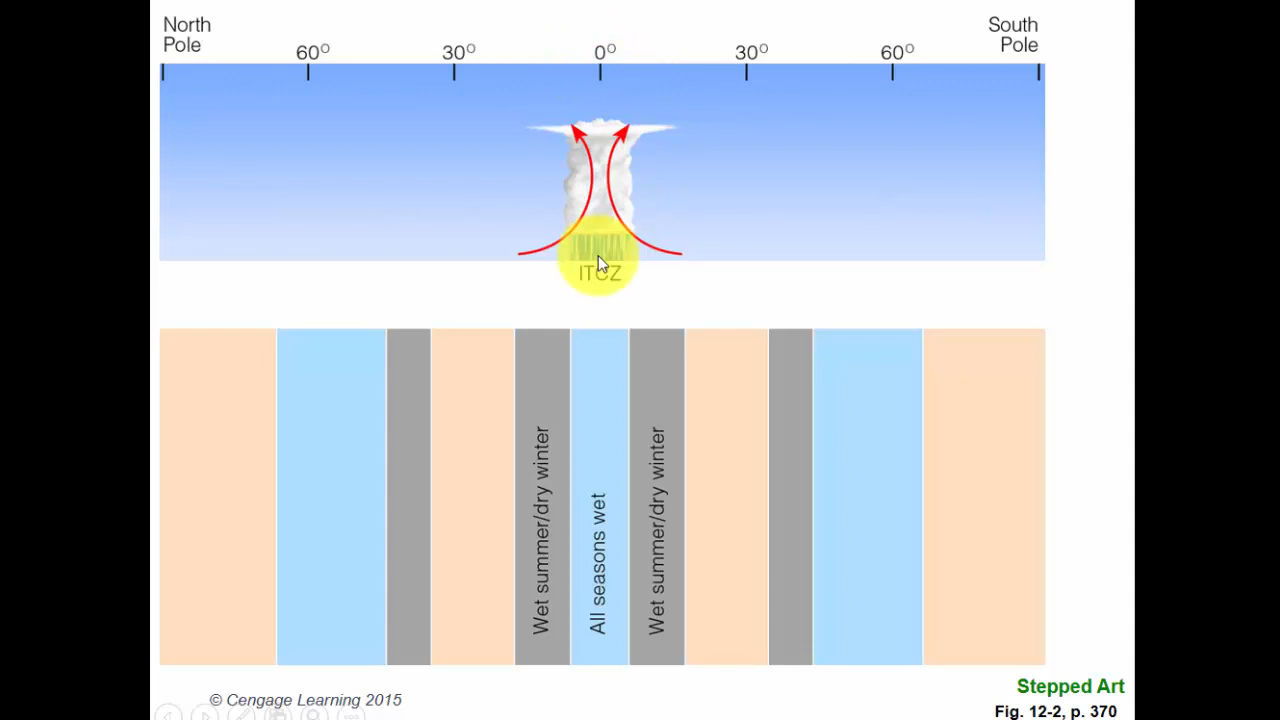 North
Pole
60°
30°
0°
30°
60°
South
Pole
ITCZ
Wet summer/dry winter
All seasons wet
Wet summer/dry winter
© Cengage Learning 2015
Stepped Art
Fig. 12-2, p. 370